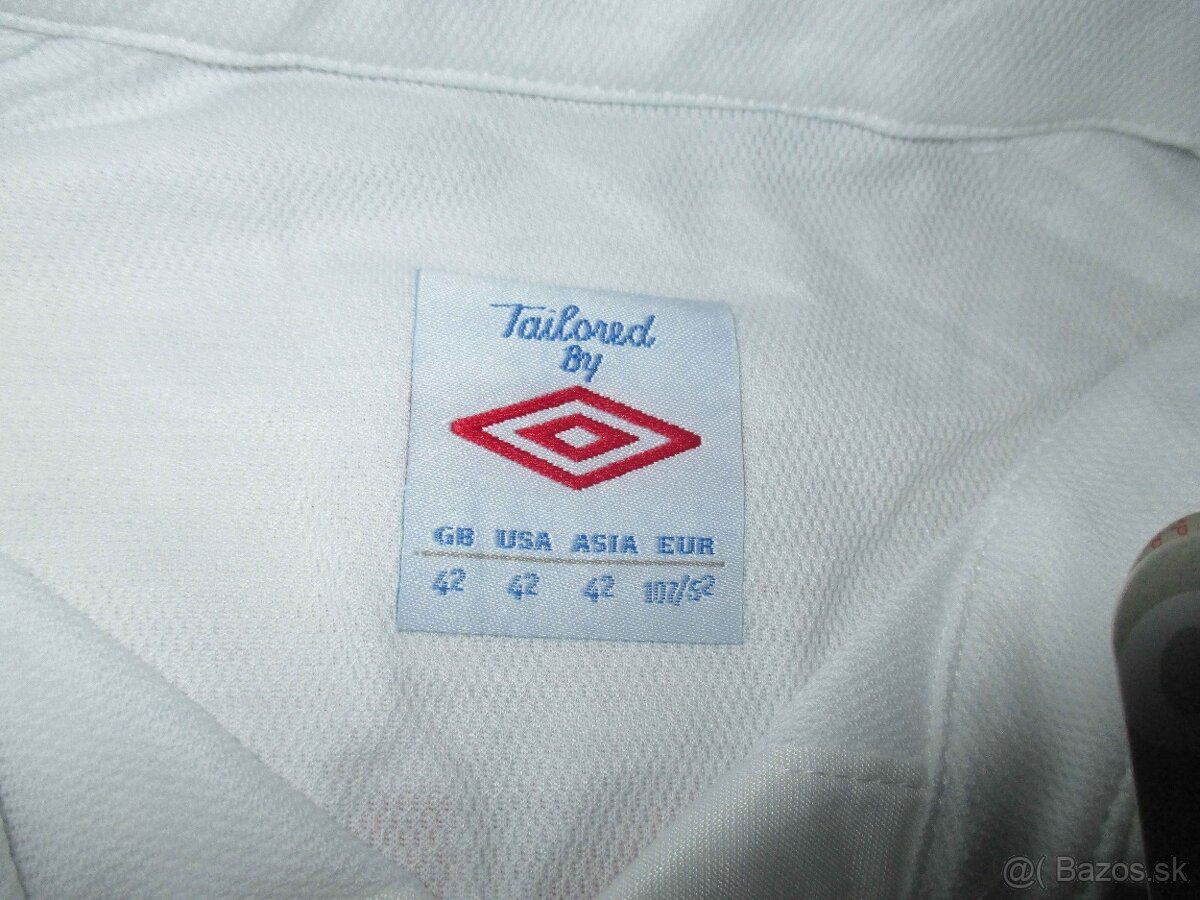 Tailored
By
GB USA ASIA EUR
42 42 42 107/52
@( Bazos.sk